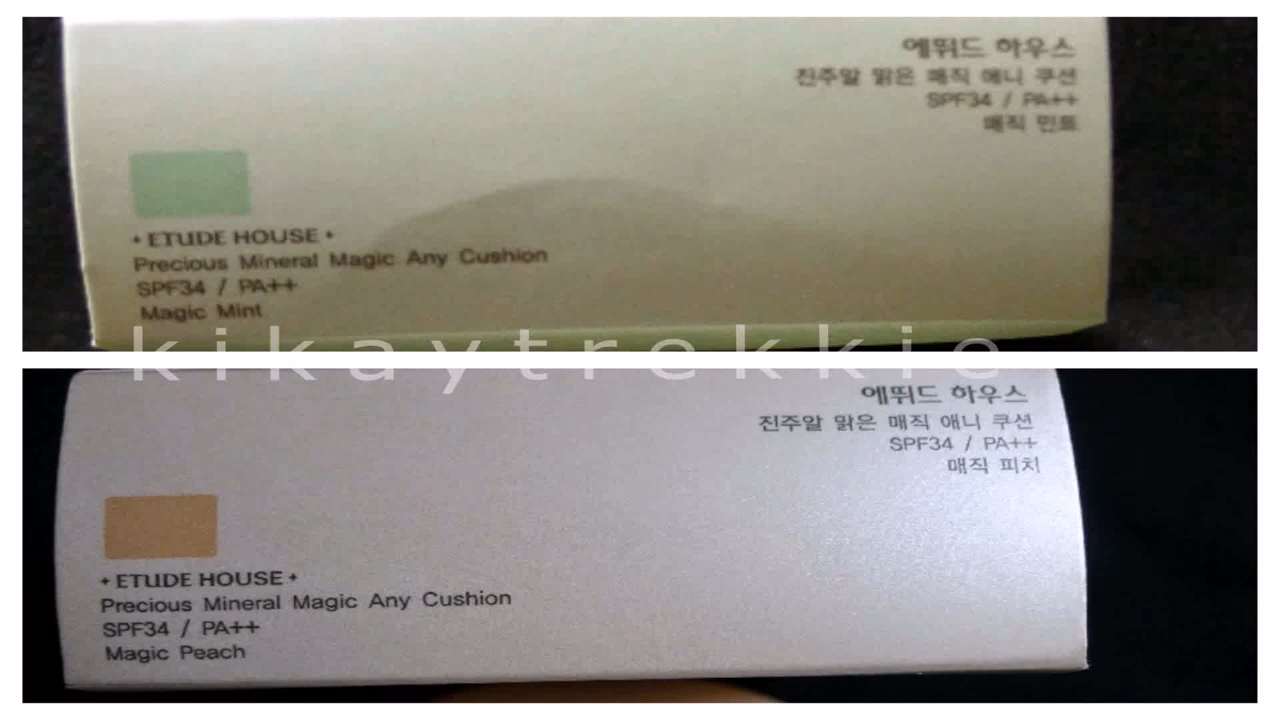 에뛰드 하우스
진주알 맑은 매직 애니 쿠션
SPF34 / PA++
매직 민트
• ETUDE HOUSE •
Precious Mineral Magic Any Cushion
SPF34 / PA++
Magic Mint
kikaytrekkie
에뛰드 하우스
진주알 맑은 매직 애니 쿠션
SPF34 / PA++
매직 피치
• ETUDE HOUSE •
Precious Mineral Magic Any Cushion
SPF34 / PA++
Magic Peach